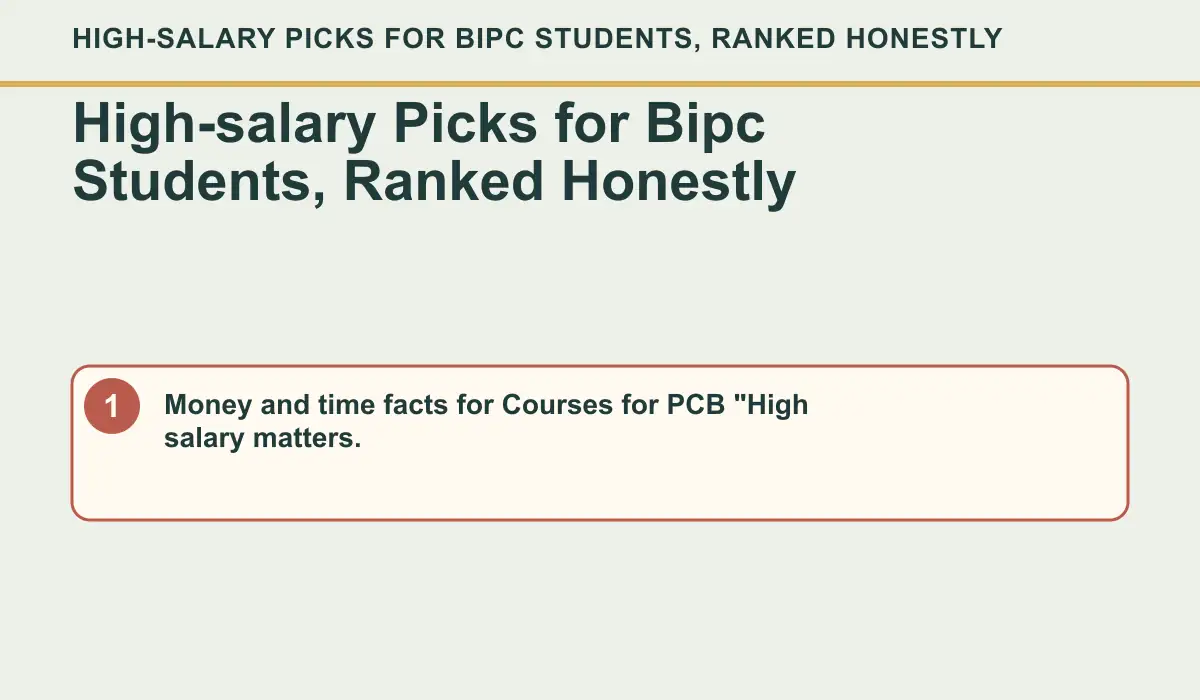 HIGH-SALARY PICKS FOR BIPC STUDENTS, RANKED HONESTLY
High-salary Picks for Bipc
Students, Ranked Honestly
1
Money and time facts for Courses for PCB "High
salary matters.